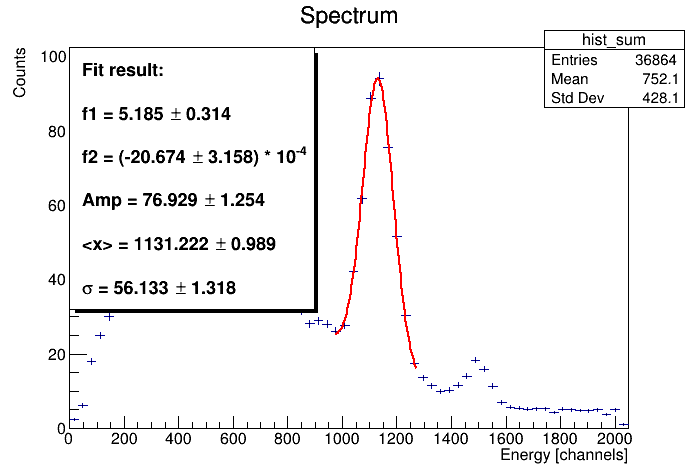 Spectrum
hist_sum
Entries 36864
Mean 752.1
Std Dev 428.1
Counts
100
80
60
40
20
0
Fit result:
f1 = 5.185 ± 0.314
f2 = (-20.674 ± 3.158) * 10⁻⁴
Amp = 76.929 ± 1.254
<x> = 1131.222 ± 0.989
σ = 56.133 ± 1.318
0 200 400 600 800 1000 1200 1400 1600 1800 2000
Energy [channels]